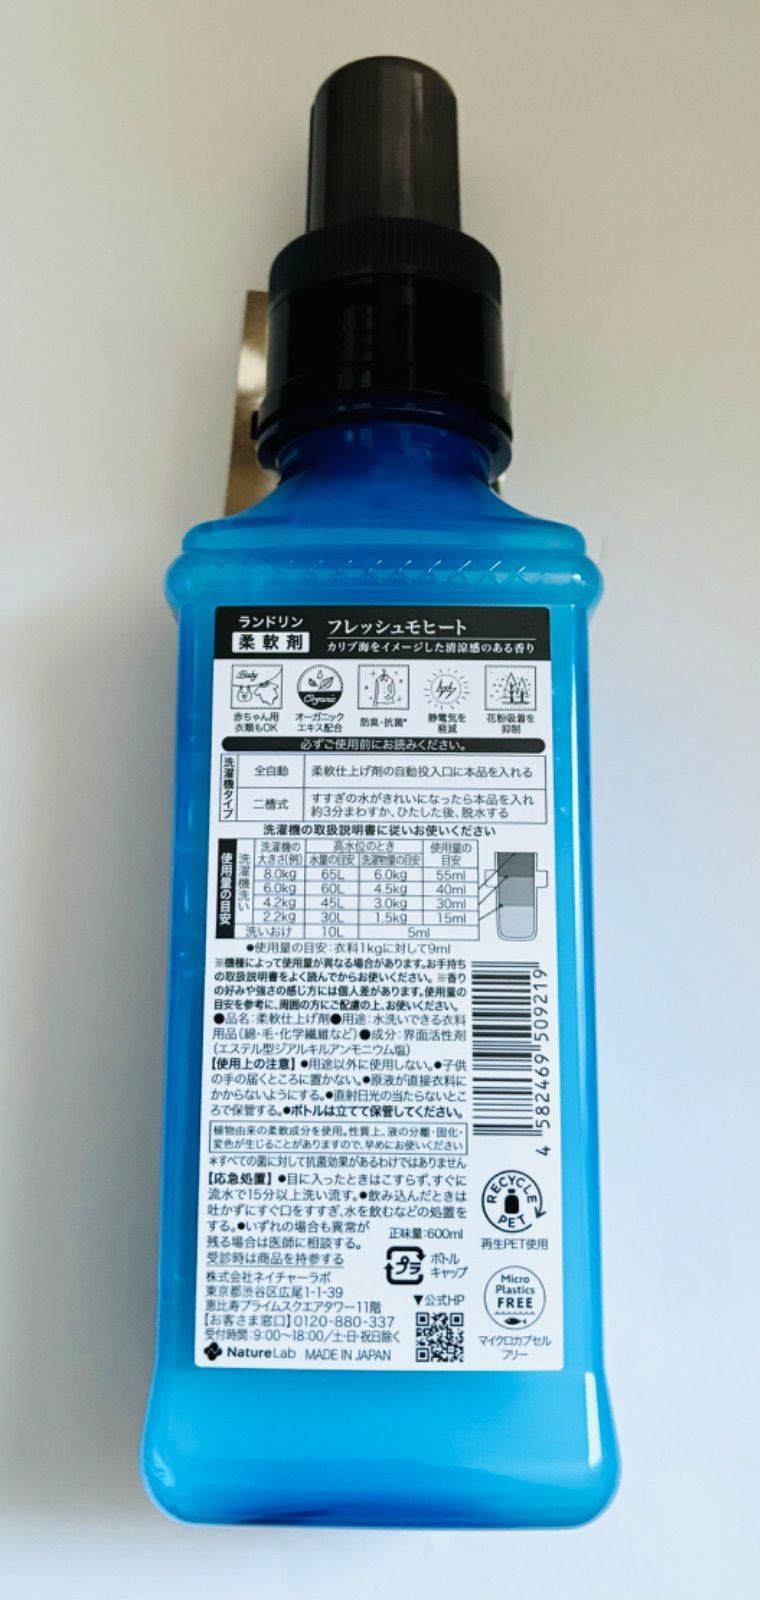 ランドリン
柔軟剤
フレッシュモヒート
カリブ海をイメージした清涼感のある香り
Baby
赤ちゃん用
衣類もOK
Organic
オーガニック
エキス配合
防臭・抗菌*
静電気を
軽減
花粉吸着を
抑制
必ずご使用前にお読みください。
洗濯機タイプ
全自動 柔軟仕上げ剤の自動投入口に本品を入れる
二槽式 すすぎの水がきれいになったら本品を入れ
約3分まわすか、ひたした後、脱水する
洗濯機の取扱説明書に従いお使いください
使用量の目安
洗濯機洗い
洗濯機の 高水位のとき 使用量の
大きさ(例) 水量の目安 洗濯物量の目安 目安
8.0kg 65L 6.0kg 55ml
6.0kg 60L 4.5kg 40ml
4.2kg 45L 3.0kg 30ml
2.2kg 30L 1.5kg 15ml
洗いおけ 10L 5ml
●使用量の目安:衣料1kgに対して9ml
※機種によって使用量が異なる場合があります。お手持ち
の取扱説明書をよく読んでからお使いください。※香り
の好みや強さの感じ方には個人差があります。使用量の
目安を参考に、周囲の方にご配慮の上、お使いください。
●品名:柔軟仕上げ剤●用途:水洗いできる衣料
用品(綿・毛・化学繊維など)●成分:界面活性剤
(エステル型ジアルキルアンモニウム塩)
【使用上の注意】●用途以外に使用しない。●子供
の手の届くところに置かない。●原液が直接衣料に
かからないようにする。●直射日光の当たらないとこ
ろで保管する。●ボトルは立てて保管してください。
植物由来の柔軟成分を使用。性質上、液の分離・固化・
変色が生じることがありますので、早めにお使いください
*すべての菌に対して抗菌効果があるわけではありません
【応急処置】●目に入ったときはこすらず、すぐに
流水で15分以上洗い流す。●飲み込んだときは
吐かずにすぐ口をすすぎ、水を飲むなどの処置を
する。●いずれの場合も異常が
残る場合は医師に相談する。
受診時は商品を持参する
正味量:600ml
プラ
ボトル
キャップ
株式会社ネイチャーラボ
東京都渋谷区広尾1-1-39
恵比寿プライムスクエアタワー11階
【お客さま窓口】0120-880-337
受付時間:9:00〜18:00/土・日・祝日除く
NatureLab MADE IN JAPAN
▼公式HP
4 582469 509219
RECYCLE
PET
再生PET使用
Micro
Plastics
FREE
マイクロカプセル
フリー